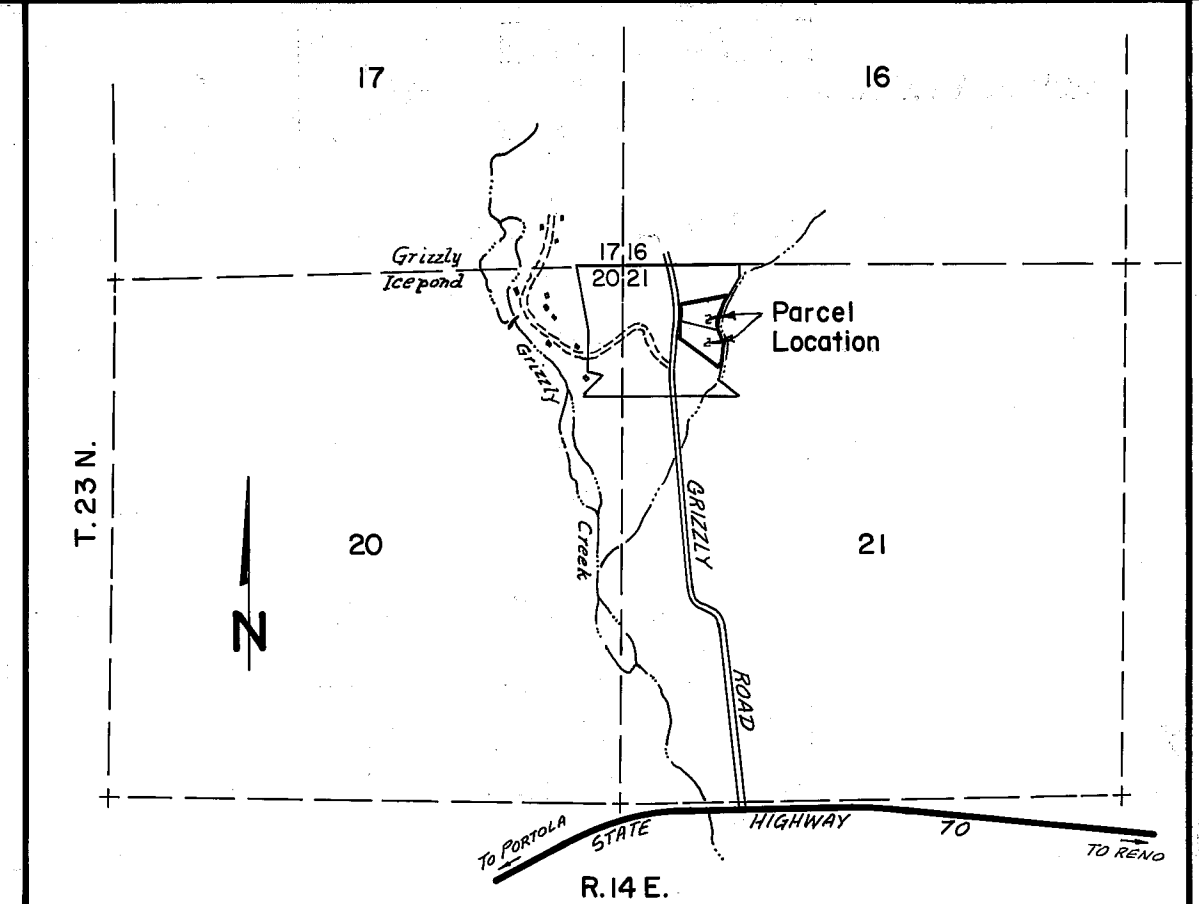 17
16
Grizzly
Icepond
17 16
20 21
Parcel
Location
Grizzly
Creek
T. 23 N.
20
21
GRIZZLY
ROAD
N
TO PORTOLA
STATE
HIGHWAY
70
TO RENO
R. 14 E.